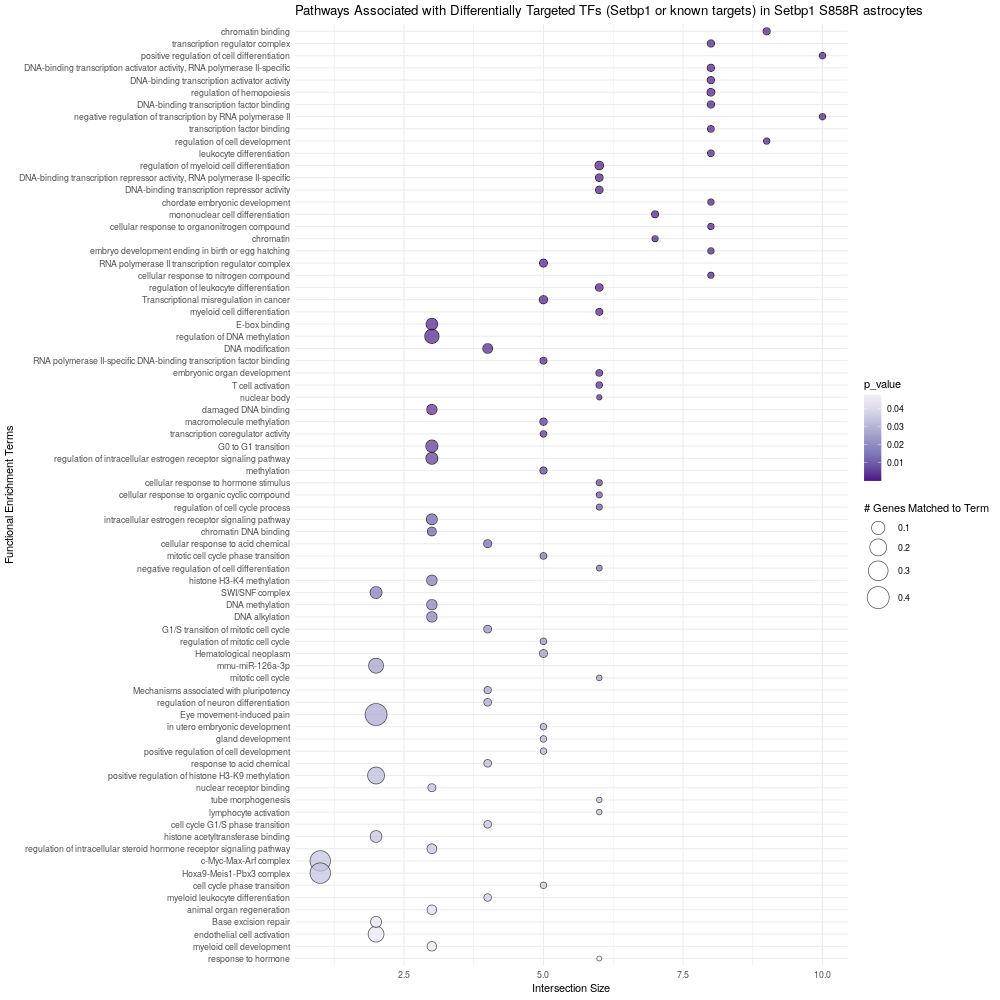 Pathways Associated with Differentially Targeted TFs (Setbp1 or known targets) in Setbp1 S858R astrocytes
chromatin binding
transcription regulator complex
positive regulation of cell differentiation
DNA-binding transcription activator activity, RNA polymerase II-specific
DNA-binding transcription activator activity
regulation of hemopoiesis
DNA-binding transcription factor binding
negative regulation of transcription by RNA polymerase II
transcription factor binding
regulation of cell development
leukocyte differentiation
regulation of myeloid cell differentiation
DNA-binding transcription repressor activity, RNA polymerase II-specific
DNA-binding transcription repressor activity
chordate embryonic development
mononuclear cell differentiation
cellular response to organonitrogen compound
chromatin
embryo development ending in birth or egg hatching
RNA polymerase II transcription regulator complex
cellular response to nitrogen compound
regulation of leukocyte differentiation
Transcriptional misregulation in cancer
myeloid cell differentiation
E-box binding
regulation of DNA methylation
DNA modification
RNA polymerase II-specific DNA-binding transcription factor binding
embryonic organ development
T cell activation
nuclear body
damaged DNA binding
macromolecule methylation
transcription coregulator activity
G0 to G1 transition
regulation of intracellular estrogen receptor signaling pathway
methylation
cellular response to hormone stimulus
cellular response to organic cyclic compound
regulation of cell cycle process
intracellular estrogen receptor signaling pathway
chromatin DNA binding
cellular response to acid chemical
mitotic cell cycle phase transition
negative regulation of cell differentiation
histone H3-K4 methylation
SWI/SNF complex
DNA methylation
DNA alkylation
G1/S transition of mitotic cell cycle
regulation of mitotic cell cycle
Hematological neoplasm
mmu-miR-126a-3p
mitotic cell cycle
Mechanisms associated with pluripotency
regulation of neuron differentiation
Eye movement-induced pain
in utero embryonic development
gland development
positive regulation of cell development
response to acid chemical
positive regulation of histone H3-K9 methylation
nuclear receptor binding
tube morphogenesis
lymphocyte activation
cell cycle G1/S phase transition
histone acetyltransferase binding
regulation of intracellular steroid hormone receptor signaling pathway
c-Myc-Max-Arf complex
Hoxa9-Meis1-Pbx3 complex
cell cycle phase transition
myeloid leukocyte differentiation
animal organ regeneration
Base excision repair
endothelial cell activation
myeloid cell development
response to hormone
Functional Enrichment Terms
2.5 5.0 7.5 10.0
Intersection Size
p_value
0.04
0.03
0.02
0.01
# Genes Matched to Term
0.1
0.2
0.3
0.4